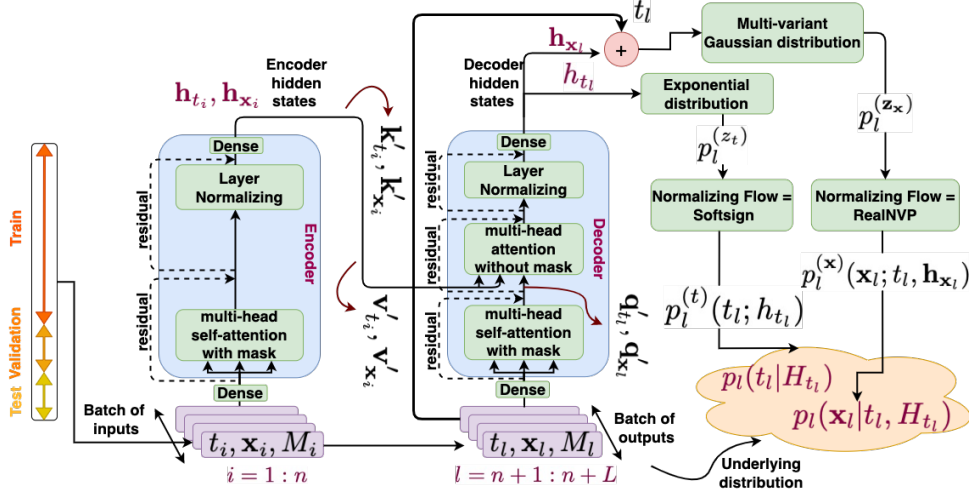 t_l
Multi-variant
Gaussian distribution
h_{x_l}
+
Encoder
hidden
states
Decoder
hidden
states
h_{t_i}, h_{x_i}
h_{t_l}
Exponential
distribution
p_l^{(z_x)}
p_l^{(z_t)}
k'_{t_i}, k'_{x_i}
Dense
Layer
Normalizing
residual
Encoder
residual
multi-head
self-attention
with mask
Dense
v'_{t_i}, v'_{x_i}
Dense
Layer
Normalizing
residual
multi-head
attention
without mask
Decoder
residual
multi-head
self-attention
with mask
Dense
q'_{t_l}, q'_{x_l}
Normalizing Flow =
Softsign
Normalizing Flow =
RealNVP
p_l^{(t)}(t_l; h_{t_l})
p_l^{(x)}(x_l; t_l, h_{x_l})
p_l(t_l|H_{t_l})
p_l(x_l|t_l, H_{t_l})
Train
Validation
Test
Batch of
inputs
t_i, x_i, M_i
i = 1 : n
t_l, x_l, M_l
l = n + 1 : n + L
Batch of
outputs
Underlying
distribution